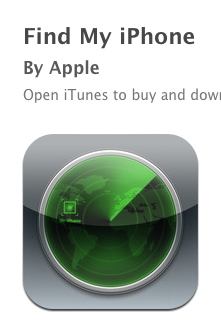 Find My iPhone
By Apple
Open iTunes to buy and dow